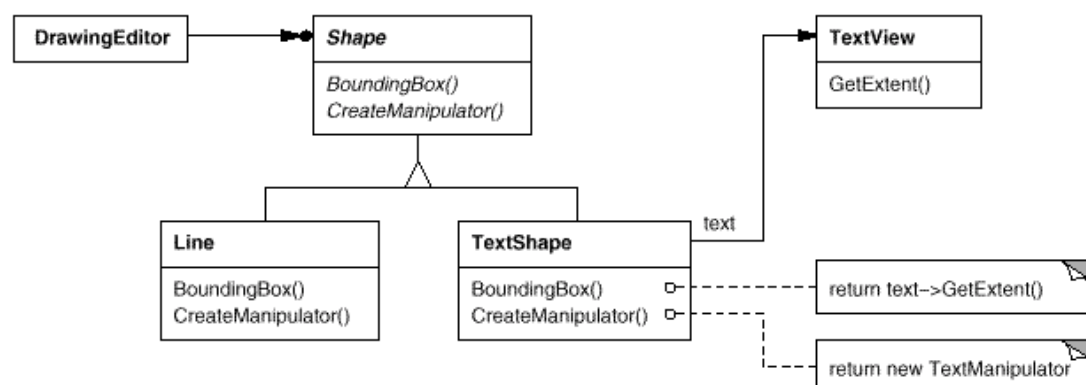 DrawingEditor
Shape
BoundingBox()
CreateManipulator()
TextView
GetExtent()
Line
BoundingBox()
CreateManipulator()
TextShape
BoundingBox()
CreateManipulator()
text
return text->GetExtent()
return new TextManipulator